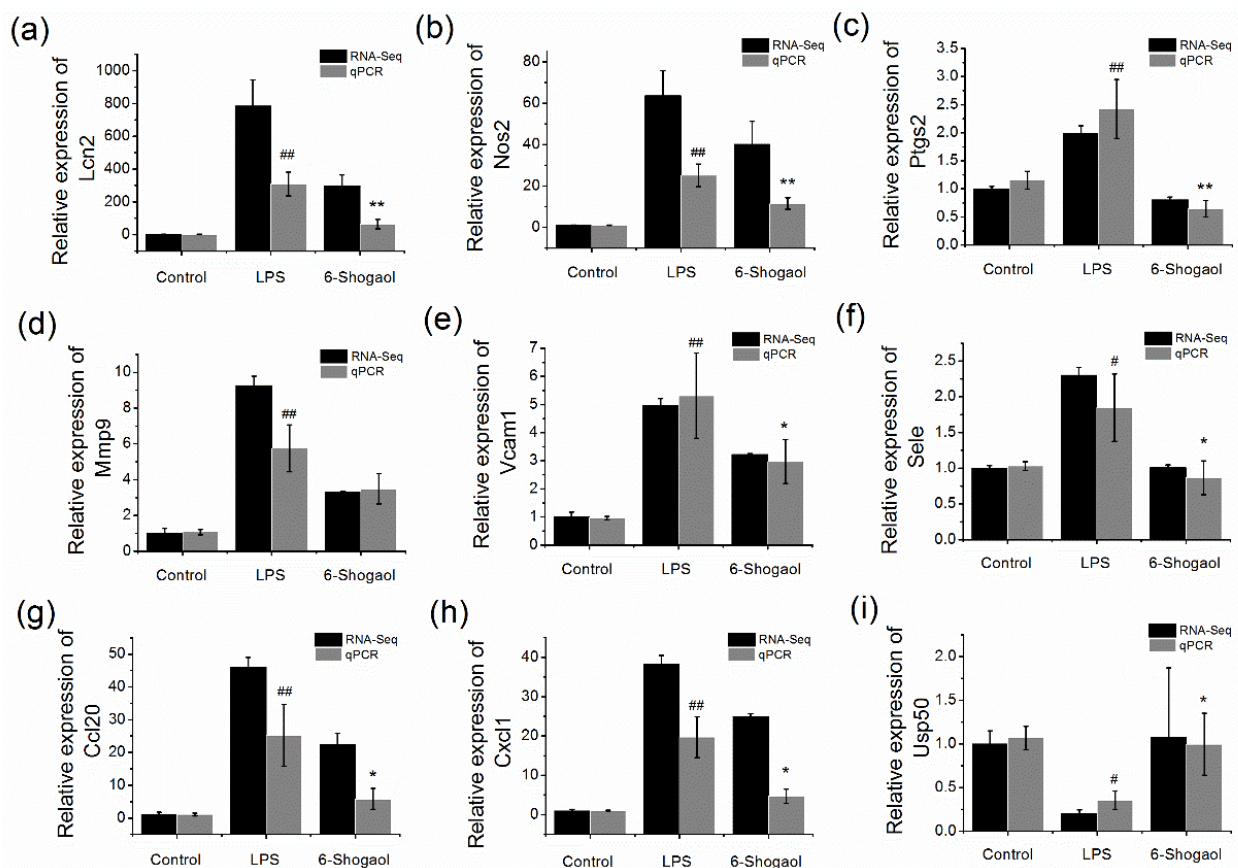 (a)
Relative expression of
Lcn2
RNA-Seq
qPCR
1000
800
600
400
200
0
##
**
Control LPS 6-Shogaol
(b)
Relative expression of
Nos2
RNA-Seq
qPCR
80
60
40
20
0
##
**
Control LPS 6-Shogaol
(c)
Relative expression of
Ptgs2
RNA-Seq
qPCR
3.0
2.5
2.0
1.5
1.0
0.5
0.0
##
**
Control LPS 6-Shogaol
(d)
Relative expression of
Mmp9
RNA-Seq
qPCR
10
8
6
4
2
0
##
Control LPS 6-Shogaol
(e)
Relative expression of
Vcam1
RNA-Seq
qPCR
7
6
5
4
3
2
1
0
##
*
Control LPS 6-Shogaol
(f)
Relative expression of
Sele
RNA-Seq
qPCR
2.5
2.0
1.5
1.0
0.5
0.0
#
*
Control LPS 6-Shogaol
(g)
Relative expression of
Ccl20
RNA-Seq
qPCR
50
40
30
20
10
0
##
*
Control LPS 6-Shogaol
(h)
Relative expression of
Cxcl1
RNA-Seq
qPCR
40
30
20
10
0
##
*
Control LPS 6-Shogaol
(i)
Relative expression of
Usp50
RNA-Seq
qPCR
2.0
1.5
1.0
0.5
0.0
#
*
Control LPS 6-Shogaol